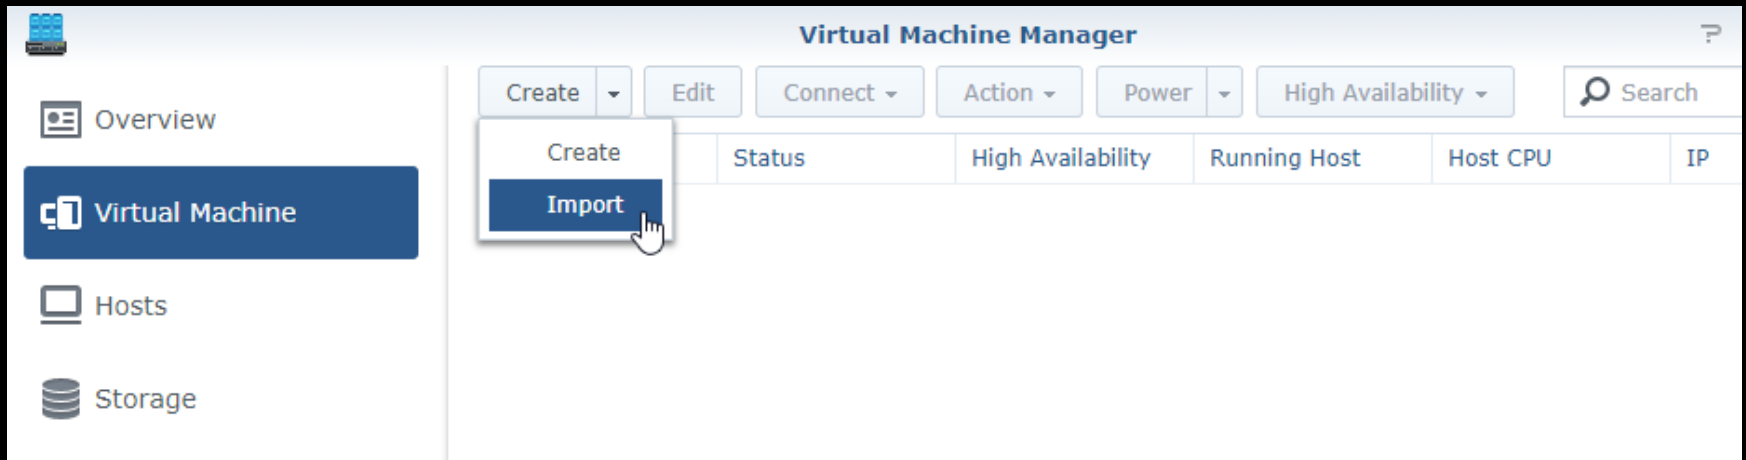 Virtual Machine Manager
?
Overview
Virtual Machine
Hosts
Storage
Create Edit Connect Action Power High Availability Search
Create
Import
Status High Availability Running Host Host CPU IP